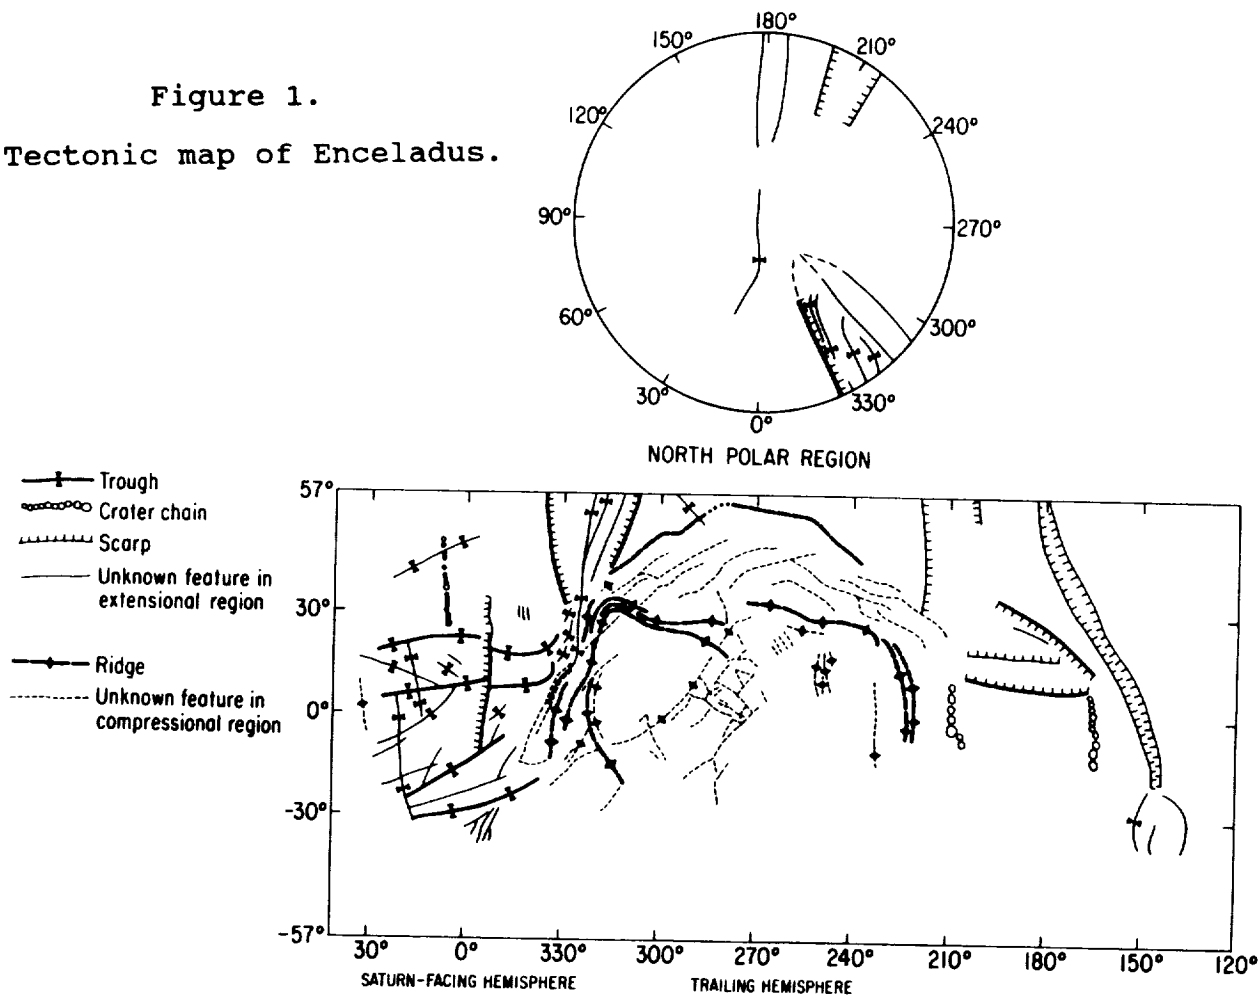 Figure 1.
Tectonic map of Enceladus.
180°
150°
210°
120°
240°
90°
270°
60°
300°
30°
330°
0°
NORTH POLAR REGION
Trough
Crater chain
Scarp
Unknown feature in
extensional region
Ridge
Unknown feature in
compressional region
57°
30°
0°
-30°
-57°
30° 0° 330° 300° 270° 240° 210° 180° 150° 120°
SATURN-FACING HEMISPHERE TRAILING HEMISPHERE